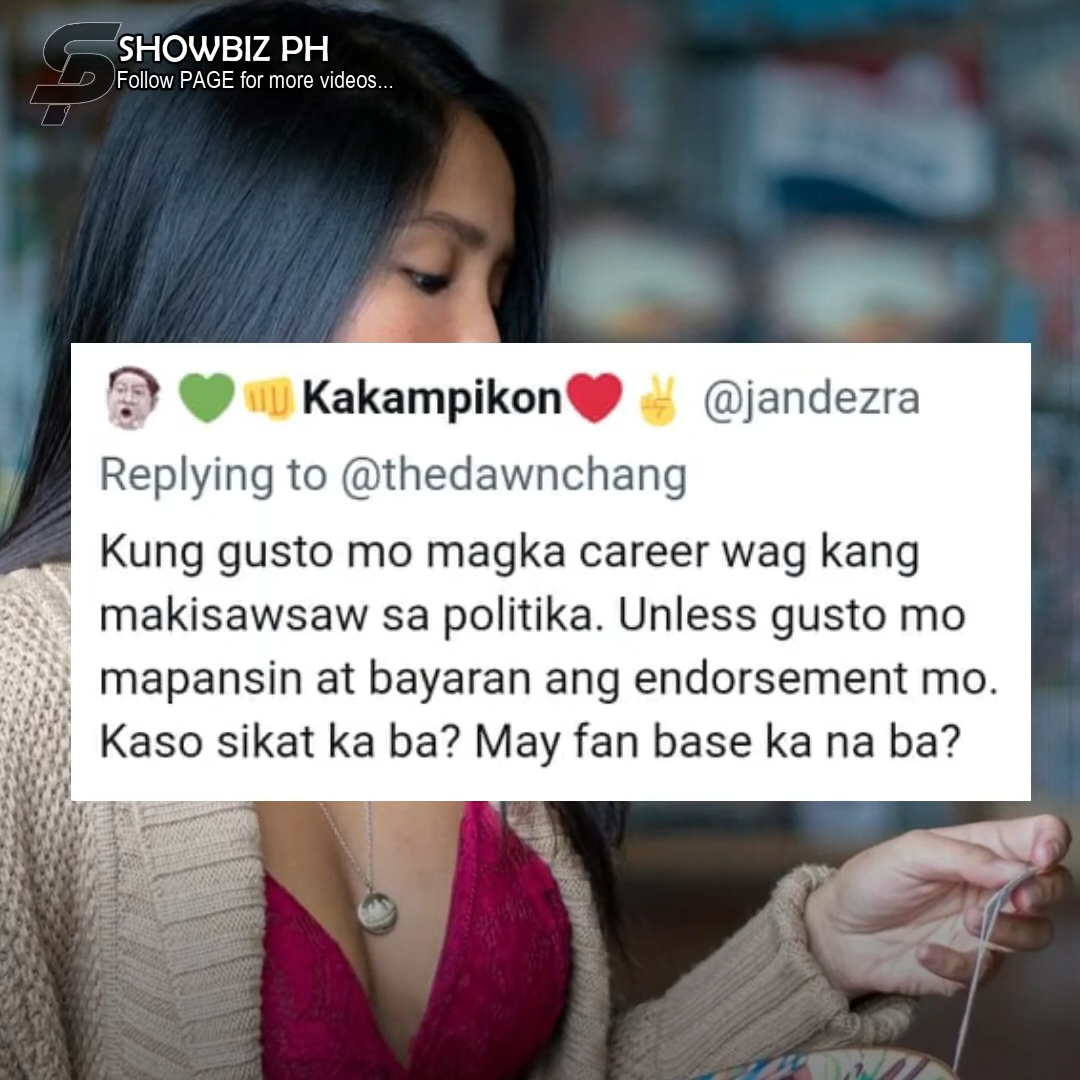 SHOWBIZ PH
Follow PAGE for more videos...
💚👊Kakampikon❤️✌️ @jandezra
Replying to @thedawnchang
Kung gusto mo magka career wag kang
makisawsaw sa politika. Unless gusto mo
mapansin at bayaran ang endorsement mo.
Kaso sikat ka ba? May fan base ka na ba?